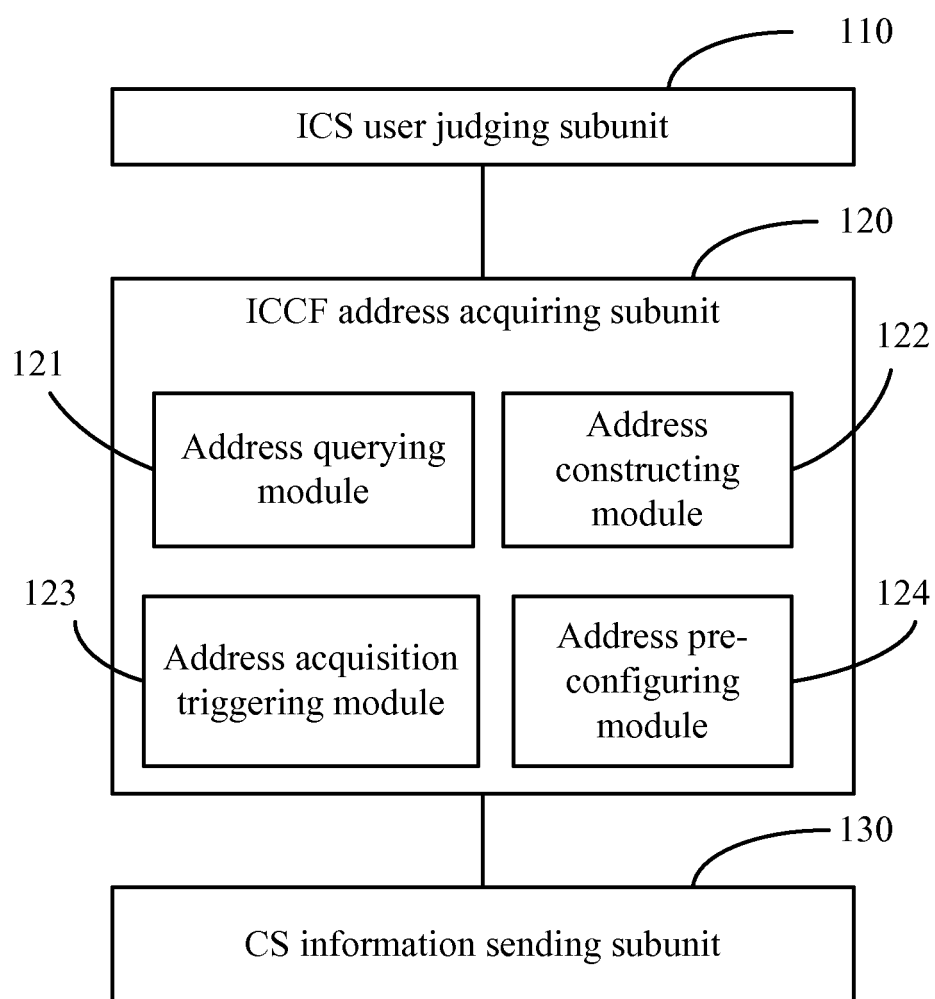 110
ICS user judging subunit
120
ICCF address acquiring subunit
121
122
Address querying
module
Address
constructing
module
123
124
Address acquisition
triggering module
Address pre-
configuring
module
130
CS information sending subunit